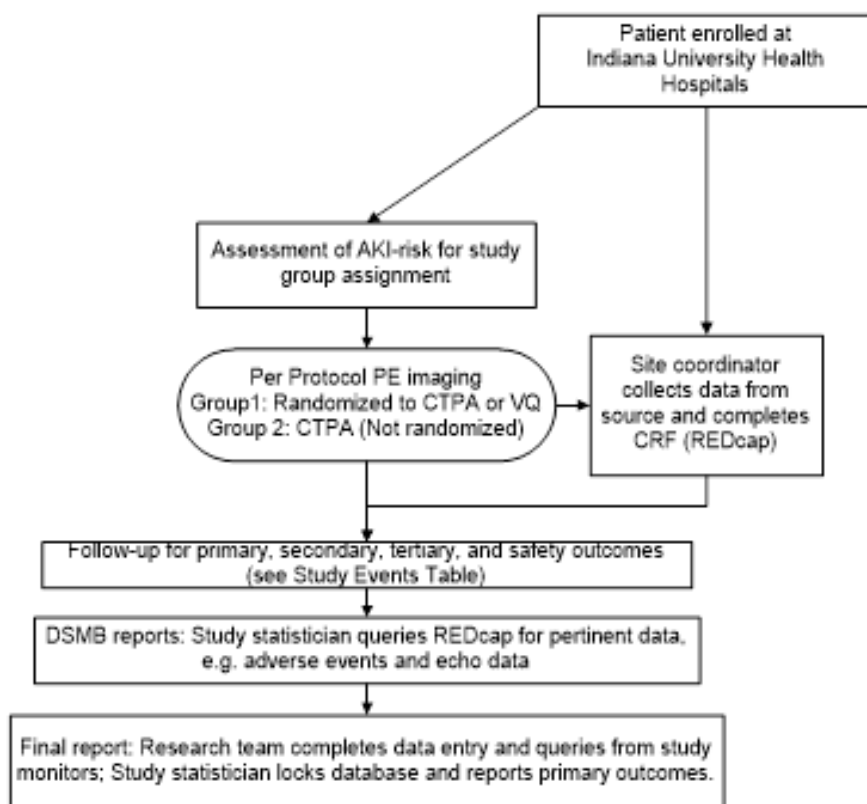 Patient enrolled at
Indiana University Health
Hospitals
Assessment of AKI-risk for study
group assignment
Per Protocol PE imaging
Group1: Randomized to CTPA or VQ
Group 2: CTPA (Not randomized)
Site coordinator
collects data from
source and completes
CRF (REDcap)
Follow-up for primary, secondary, tertiary, and safety outcomes
(see Study Events Table)
DSMB reports: Study statistician queries REDcap for pertinent data,
e.g. adverse events and echo data
Final report: Research team completes data entry and queries from study
monitors; Study statistician locks database and reports primary outcomes.